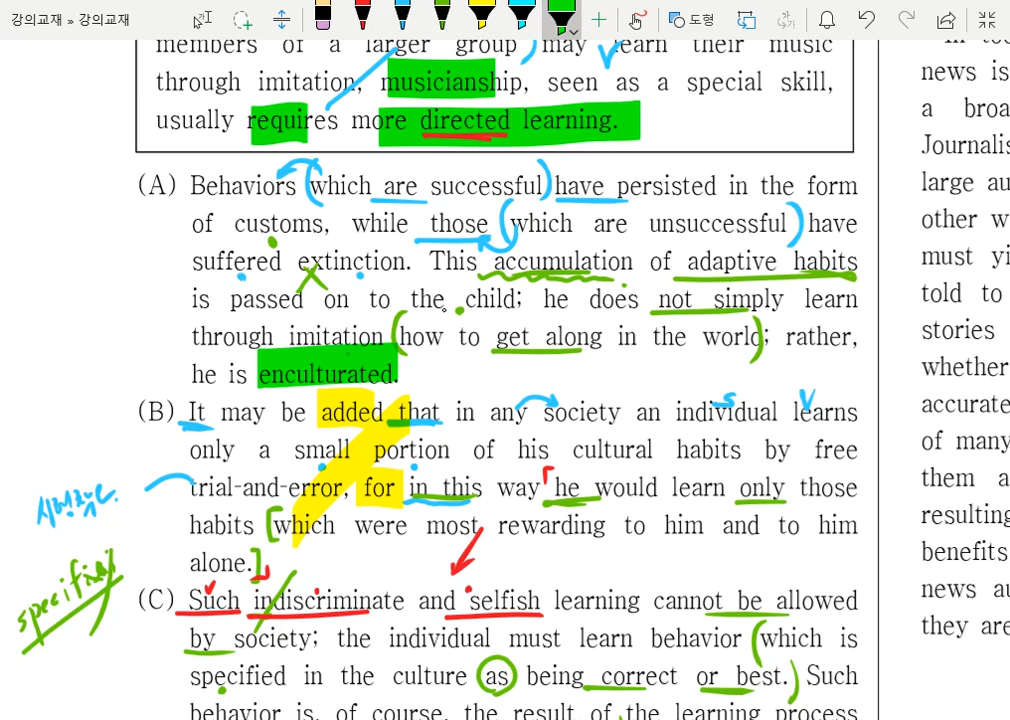 강의교재 » 강의교재
도형
members of a larger group may learn their music
through imitation, musicianship, seen as a special skill,
usually requires more directed learning.
(A) Behaviors which are successful have persisted in the form
of customs, while those which are unsuccessful have
suffered extinction. This accumulation of adaptive habits
is passed on to the child; he does not simply learn
through imitation how to get along in the world; rather,
he is enculturated.
(B) It may be added that in any society an individual learns
only a small portion of his cultural habits by free
trial-and-error, for in this way he would learn only those
habits which were most rewarding to him and to him
alone.
(C) Such indiscriminate and selfish learning cannot be allowed
by society; the individual must learn behavior which is
specified in the culture as being correct or best. Such
behavior is, of course, the result of the learning process
news is
a broa
Journalis
large au
other w
must yi
told to
stories
whether
accurate
of many
them a
resulting
benefits
news au
they are